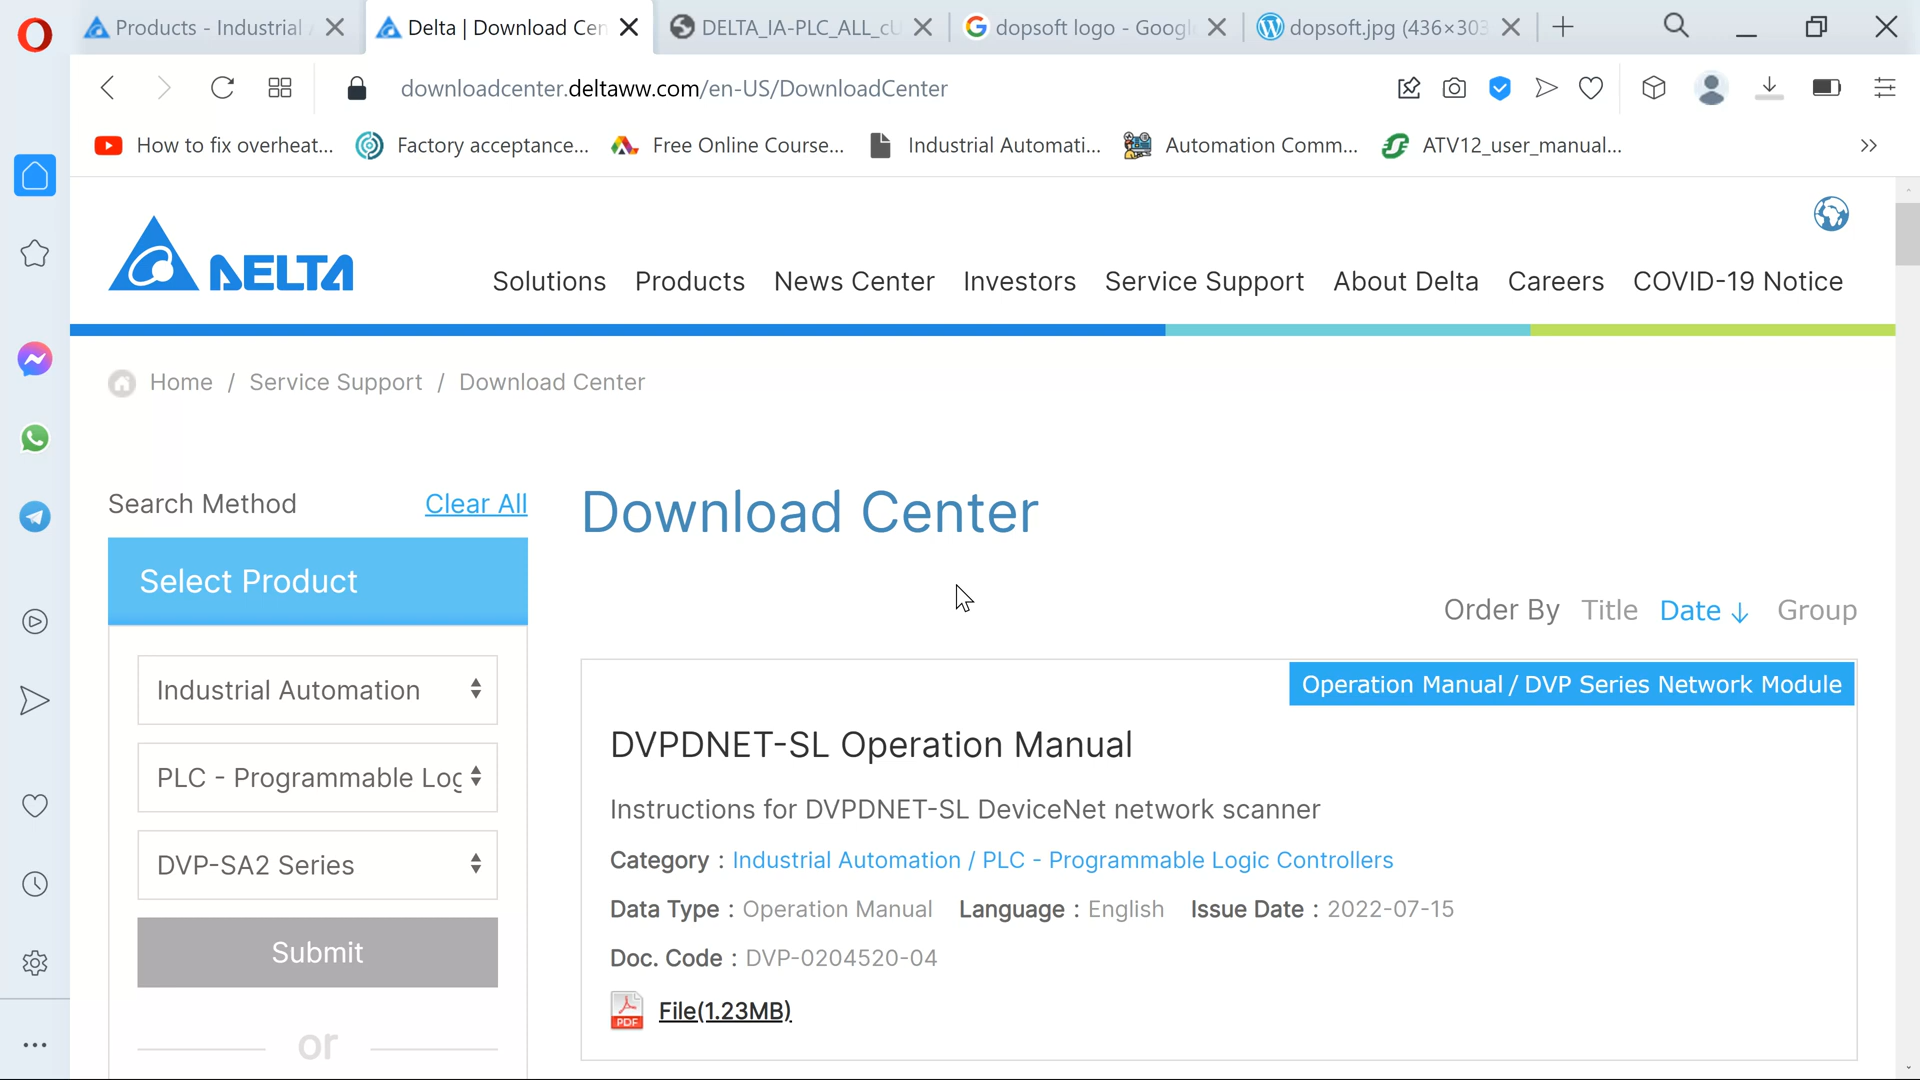 Products - Industrial
Delta | Download Cen
DELTA_IA-PLC_ALL_cU
dopsoft logo - Googl
dopsoft.jpg (436×303
downloadcenter.deltaww.com/en-US/DownloadCenter
How to fix overheat...
Factory acceptance...
Free Online Course...
Industrial Automati...
Automation Comm...
ATV12_user_manual...
DELTA
Solutions
Products
News Center
Investors
Service Support
About Delta
Careers
COVID-19 Notice
Home / Service Support / Download Center
Search Method
Clear All
Select Product
Industrial Automation
PLC - Programmable Log
DVP-SA2 Series
Submit
or
Download Center
Order By Title Date ↓ Group
Operation Manual / DVP Series Network Module
DVPDNET-SL Operation Manual
Instructions for DVPDNET-SL DeviceNet network scanner
Category : Industrial Automation / PLC - Programmable Logic Controllers
Data Type : Operation Manual Language : English Issue Date : 2022-07-15
Doc. Code : DVP-0204520-04
PDF
File(1.23MB)